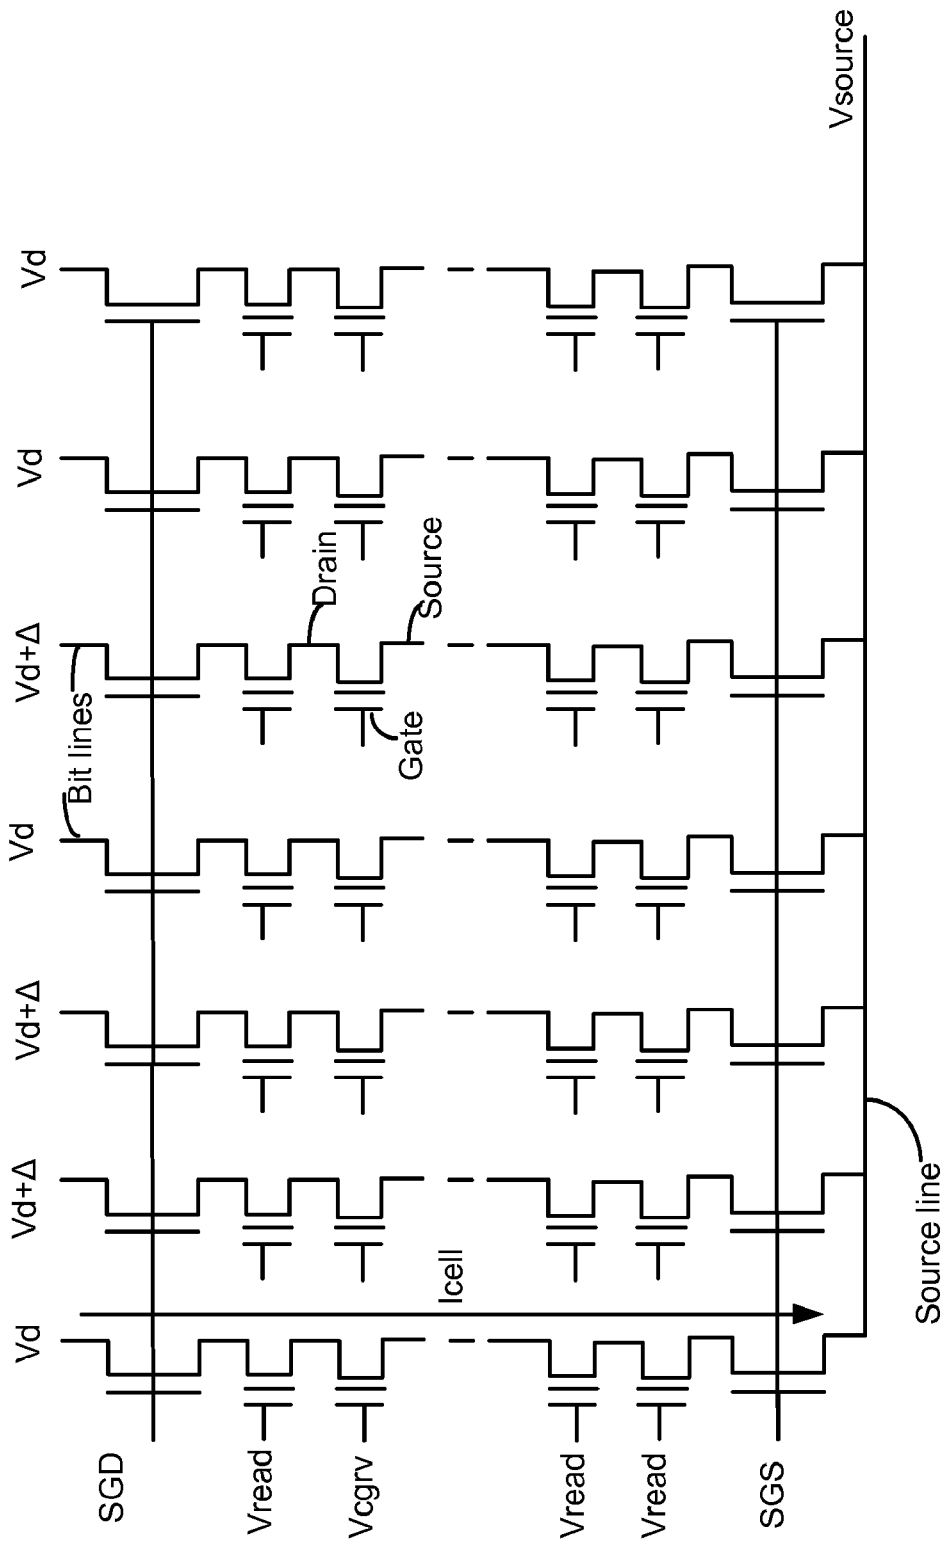 Vd
Vd+Δ
Vd+Δ
Vd
Vd+Δ
Vd
Vd
Bit lines
SGD
Vread
Drain
Vcgrv
Gate
Source
Icell
Vread
Vread
SGS
Vsource
Source line